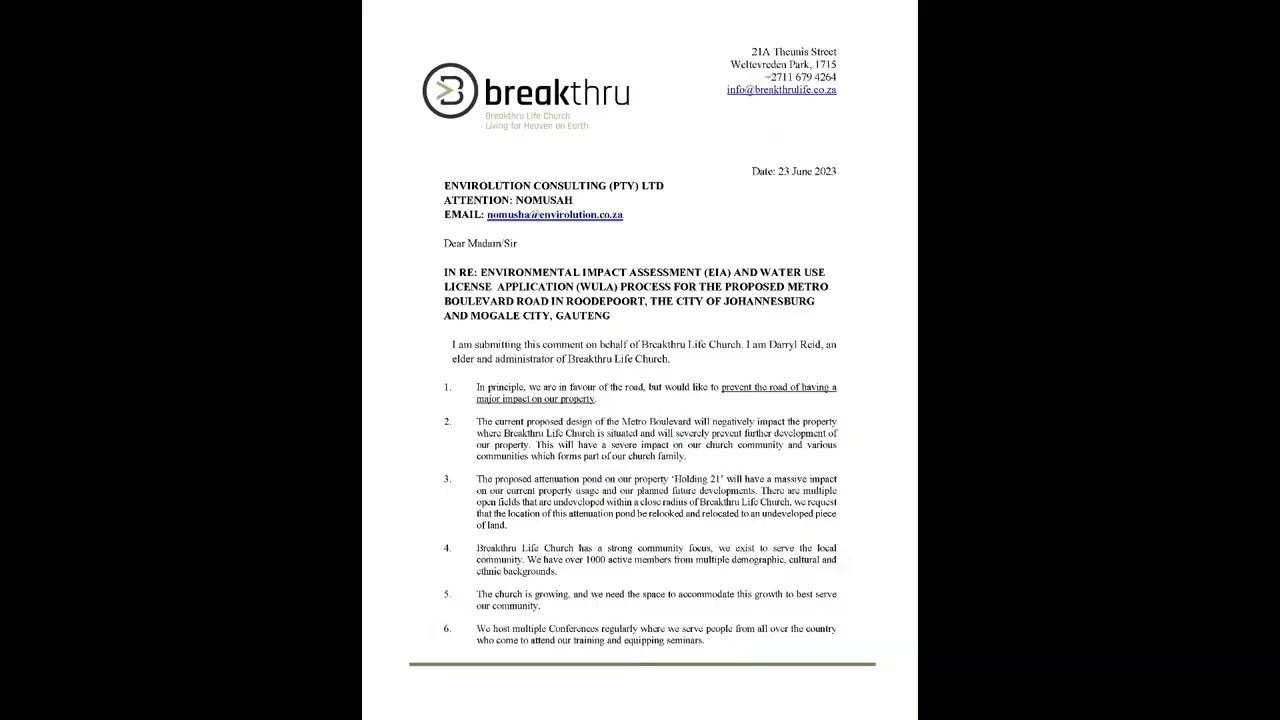 21A Theunis Street
Weltevreden Park, 1715
+2711 679 4264
info@breakthrulife.co.za
B breakthru
Breakthru Life Church
Living for Heaven on Earth
Date: 23 June 2023
ENVIROLUTION CONSULTING (PTY) LTD
ATTENTION: NOMUSAH
EMAIL: nomusha@envirolution.co.za
Dear Madam/Sir
IN RE: ENVIRONMENTAL IMPACT ASSESSMENT (EIA) AND WATER USE
LICENSE APPLICATION (WULA) PROCESS FOR THE PROPOSED METRO
BOULEVARD ROAD IN ROODEPOORT, THE CITY OF JOHANNESBURG
AND MOGALE CITY, GAUTENG
I am submitting this comment on behalf of Breakthru Life Church. I am Darryl Reid, an
elder and administrator of Breakthru Life Church.
1. In principle, we are in favour of the road, but would like to prevent the road of having a
major impact on our property.
2. The current proposed design of the Metro Boulevard will negatively impact the property
where Breakthru Life Church is situated and will severely prevent further development of
our property. This will have a severe impact on our church community and various
communities which forms part of our church family.
3. The proposed attenuation pond on our property ‘Holding 21’ will have a massive impact
on our current property usage and our planned future developments. There are multiple
open fields that are undeveloped within a close radius of Breakthru Life Church, we request
that the location of this attenuation pond be relooked and relocated to an undeveloped piece
of land.
4. Breakthru Life Church has a strong community focus, we exist to serve the local
community. We have over 1000 active members from multiple demographic, cultural and
ethnic backgrounds.
5. The church is growing, and we need the space to accommodate this growth to best serve
our community.
6. We host multiple Conferences regularly where we serve people from all over the country
who come to attend our training and equipping seminars.